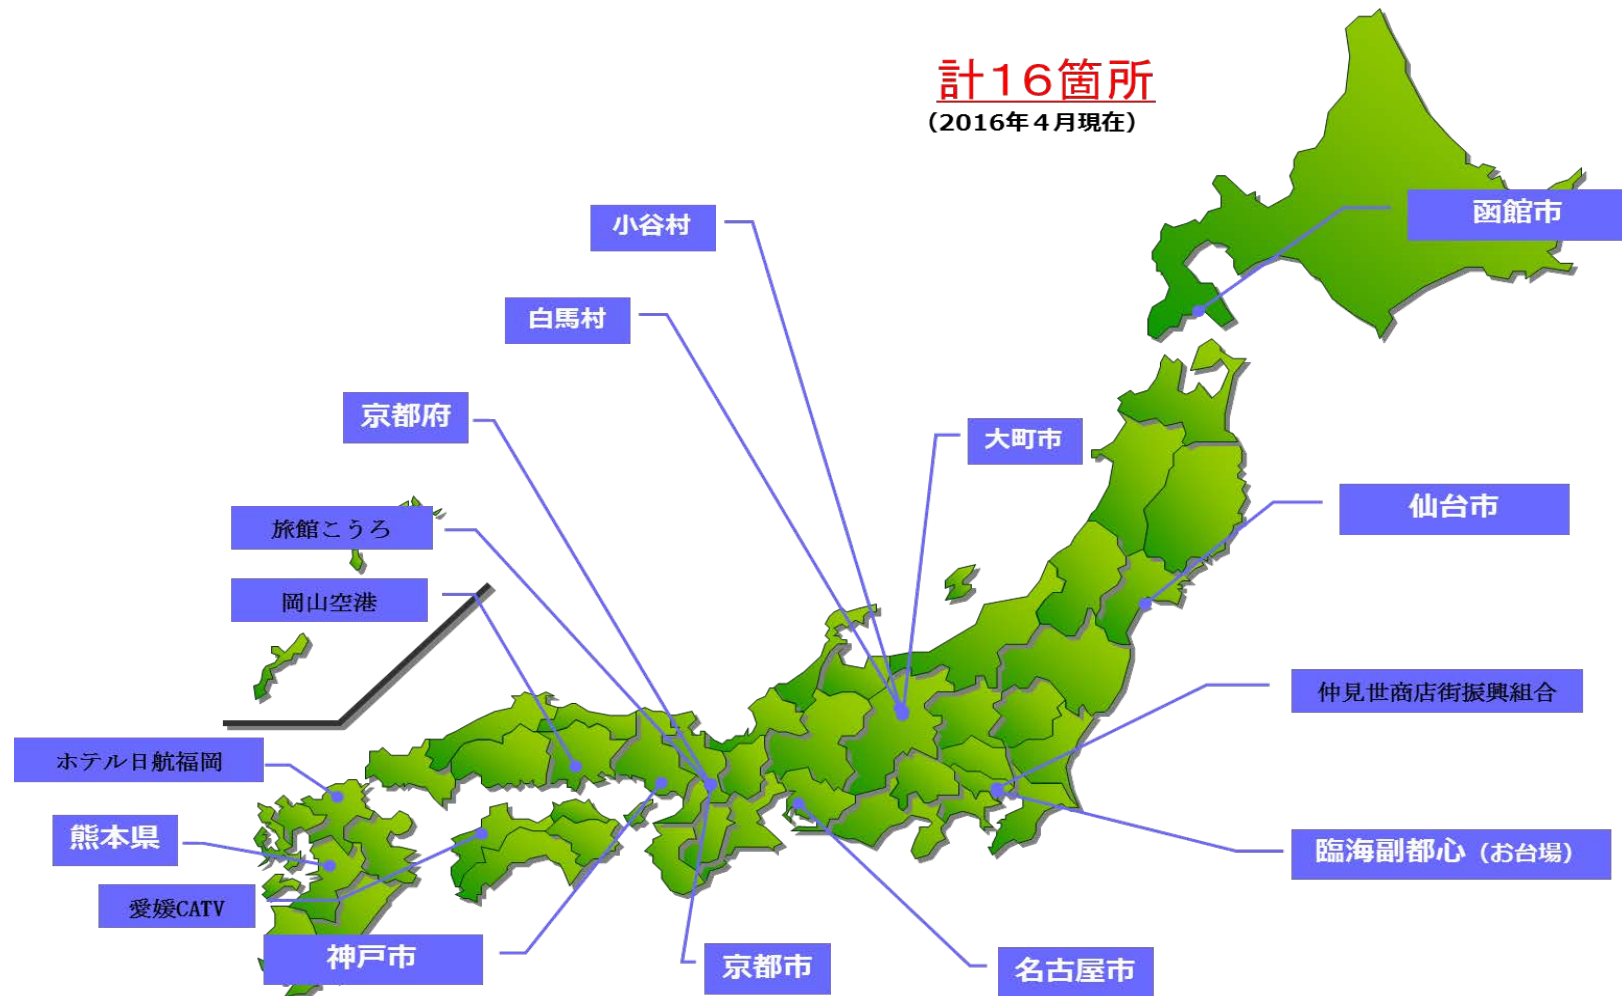 計16箇所
（2016年４月現在）
函館市
小谷村
白馬村
京都府
大町市
仙台市
旅館こうろ
岡山空港
仲見世商店街振興組合
ホテル日航福岡
熊本県
臨海副都心（お台場）
愛媛CATV
神戸市
京都市
名古屋市